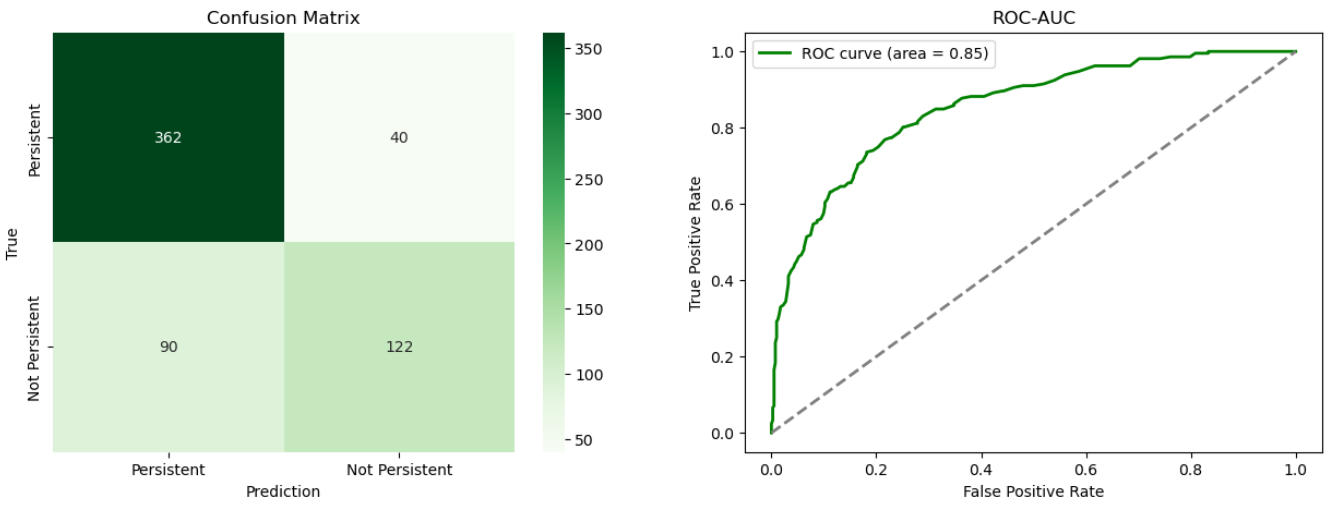 Confusion Matrix
True
Persistent
Not Persistent
362
40
90
122
Persistent
Not Persistent
Prediction
350
300
250
200
150
100
50
ROC-AUC
ROC curve (area = 0.85)
True Positive Rate
1.0
0.8
0.6
0.4
0.2
0.0
0.0
0.2
0.4
0.6
0.8
1.0
False Positive Rate